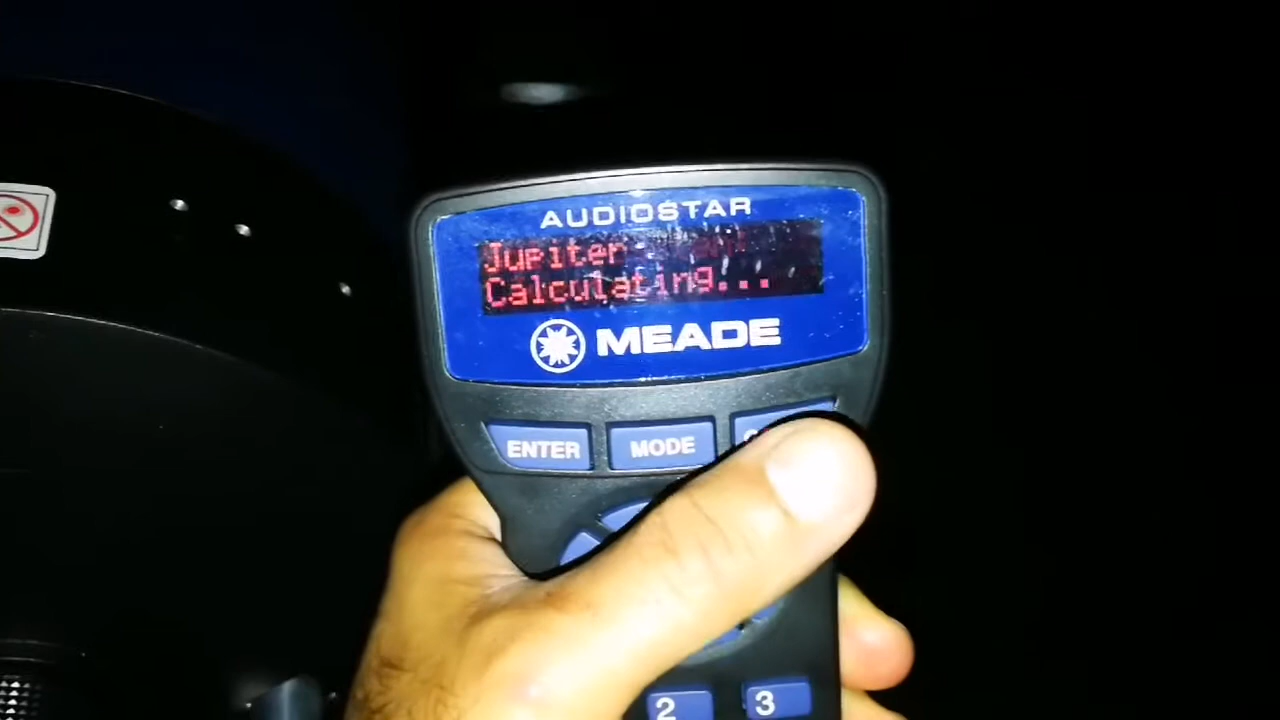 AUDIOSTAR
Jupiter
Calculating...
MEADE
ENTER MODE
2 3